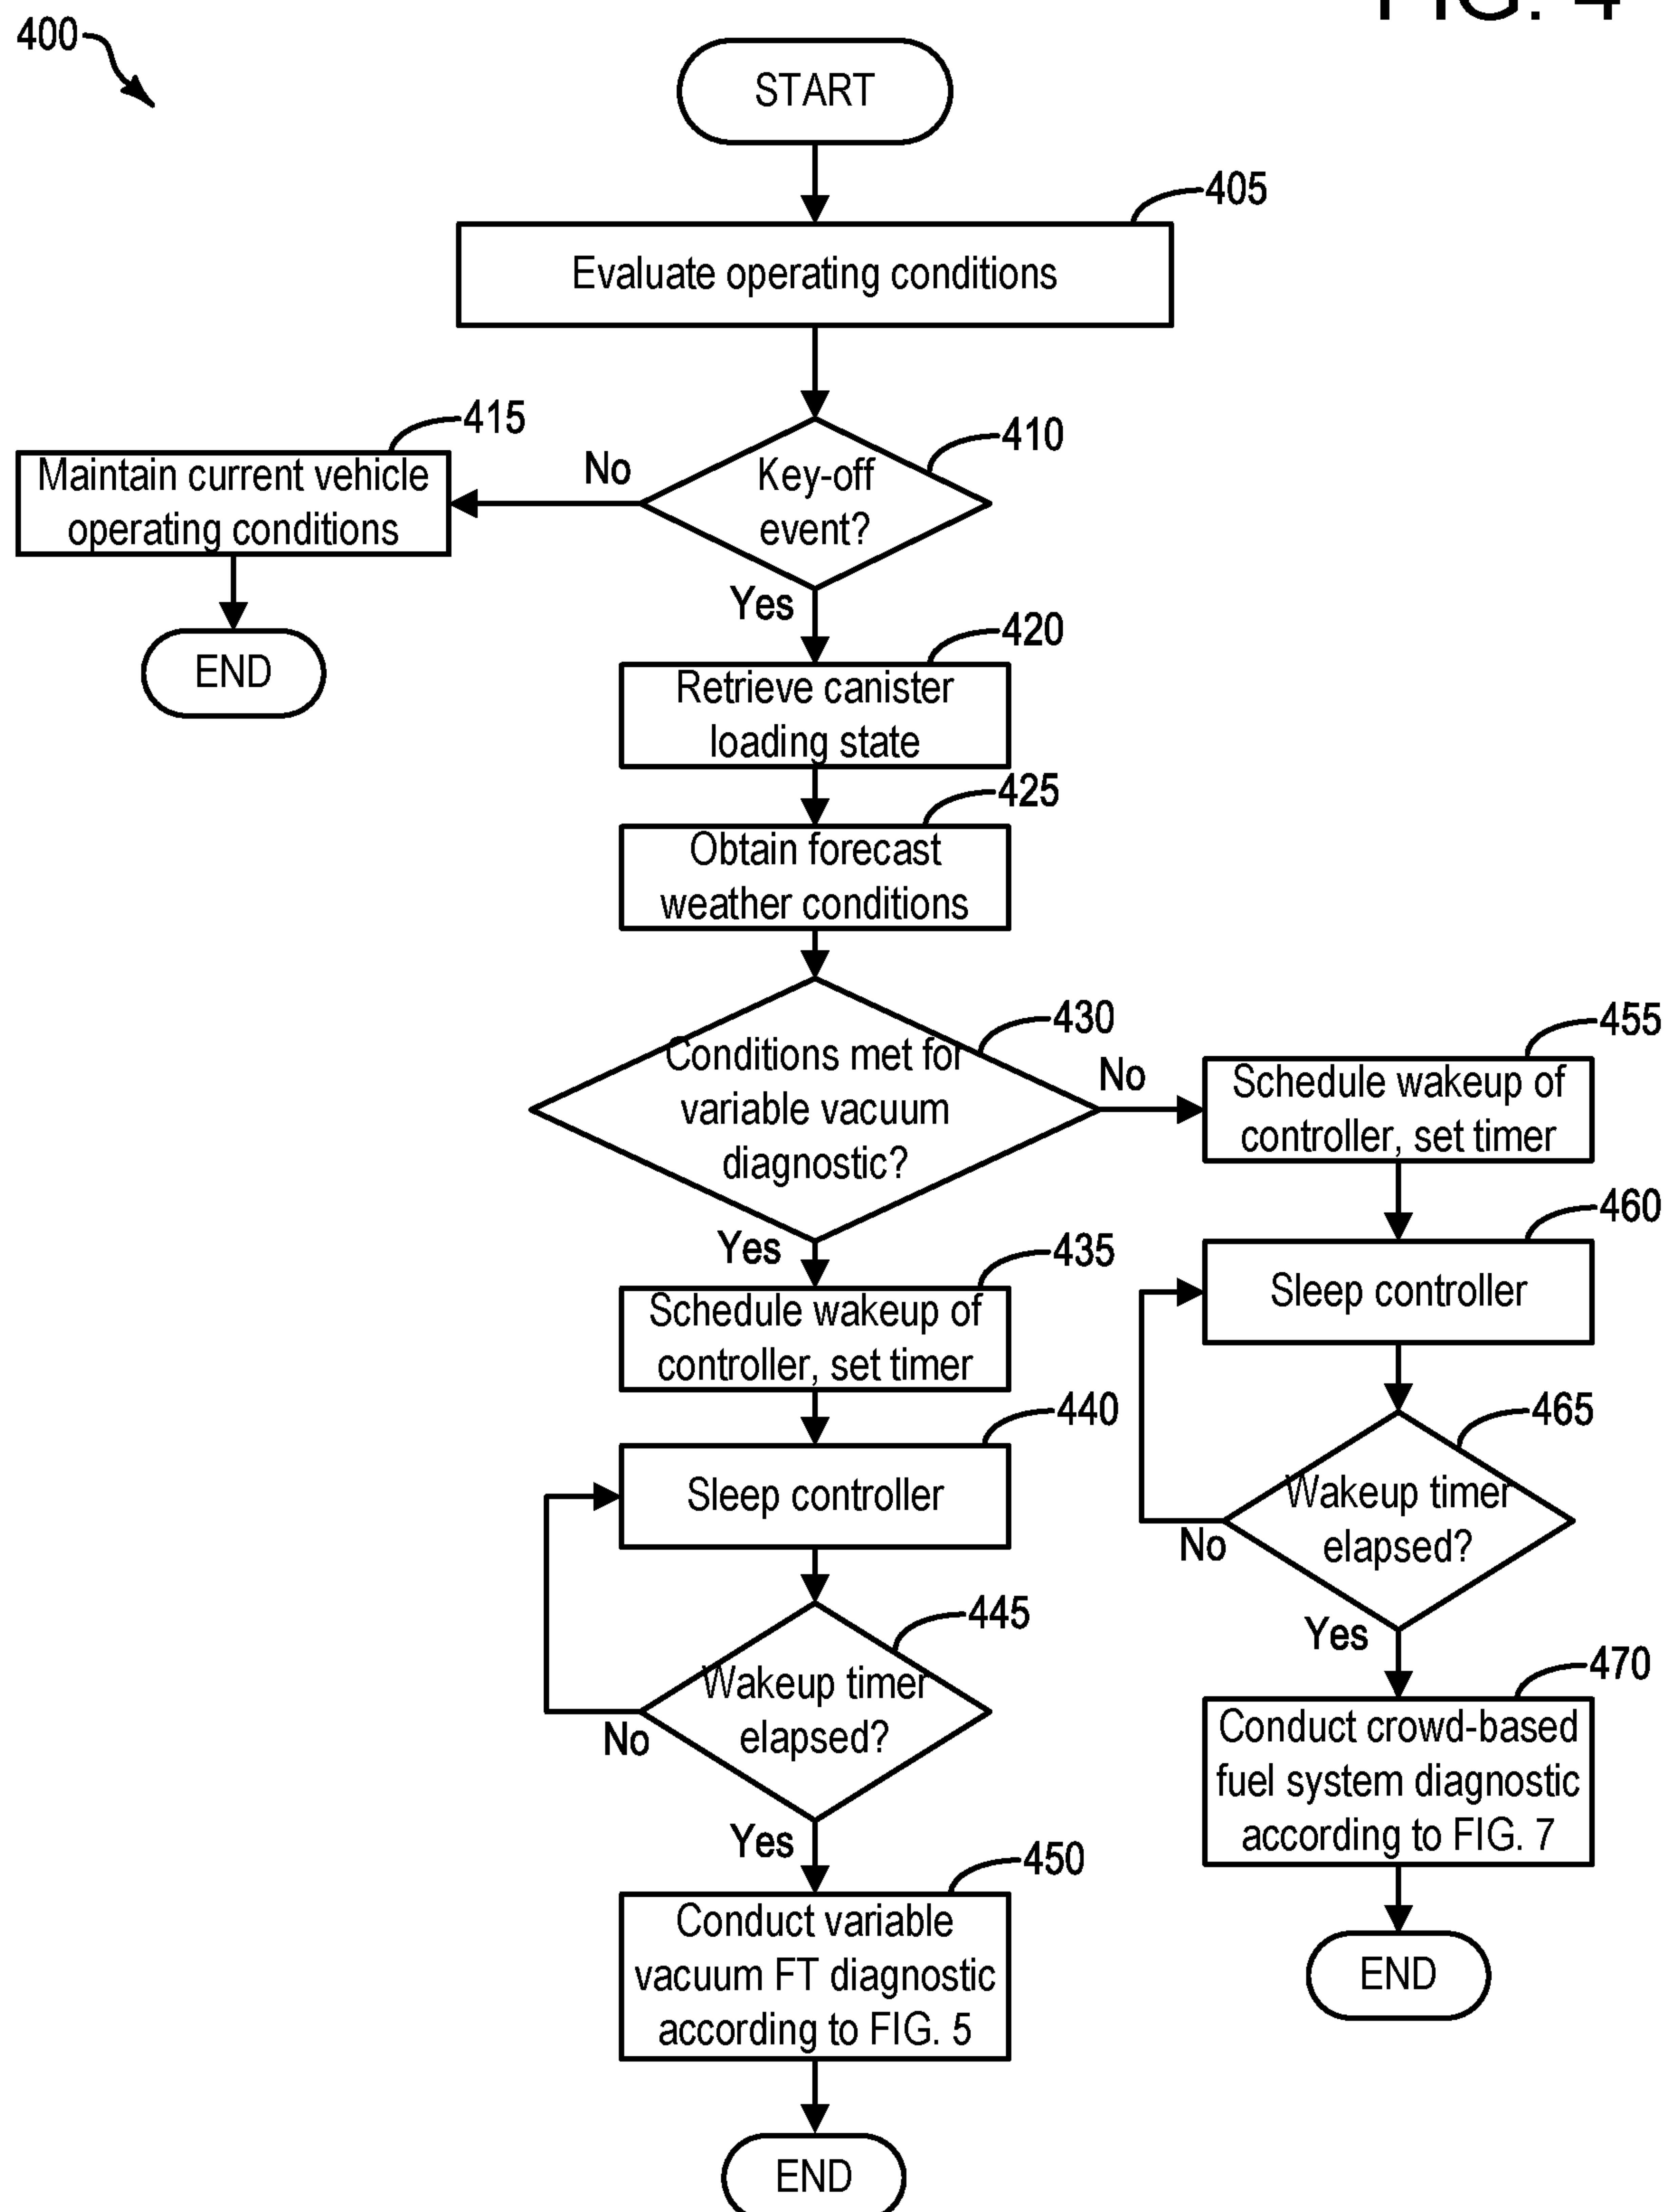 FIG. 4
400
START
405
Evaluate operating conditions
410
Key-off
event?
No
415
Maintain current vehicle
operating conditions
END
Yes
420
Retrieve canister
loading state
425
Obtain forecast
weather conditions
430
Conditions met for
variable vacuum
diagnostic?
No
Yes
435
Schedule wakeup of
controller, set timer
440
Sleep controller
445
Wakeup timer
elapsed?
No
Yes
450
Conduct variable
vacuum FT diagnostic
according to FIG. 5
END
455
Schedule wakeup of
controller, set timer
460
Sleep controller
465
Wakeup timer
elapsed?
No
Yes
470
Conduct crowd-based
fuel system diagnostic
according to FIG. 7
END